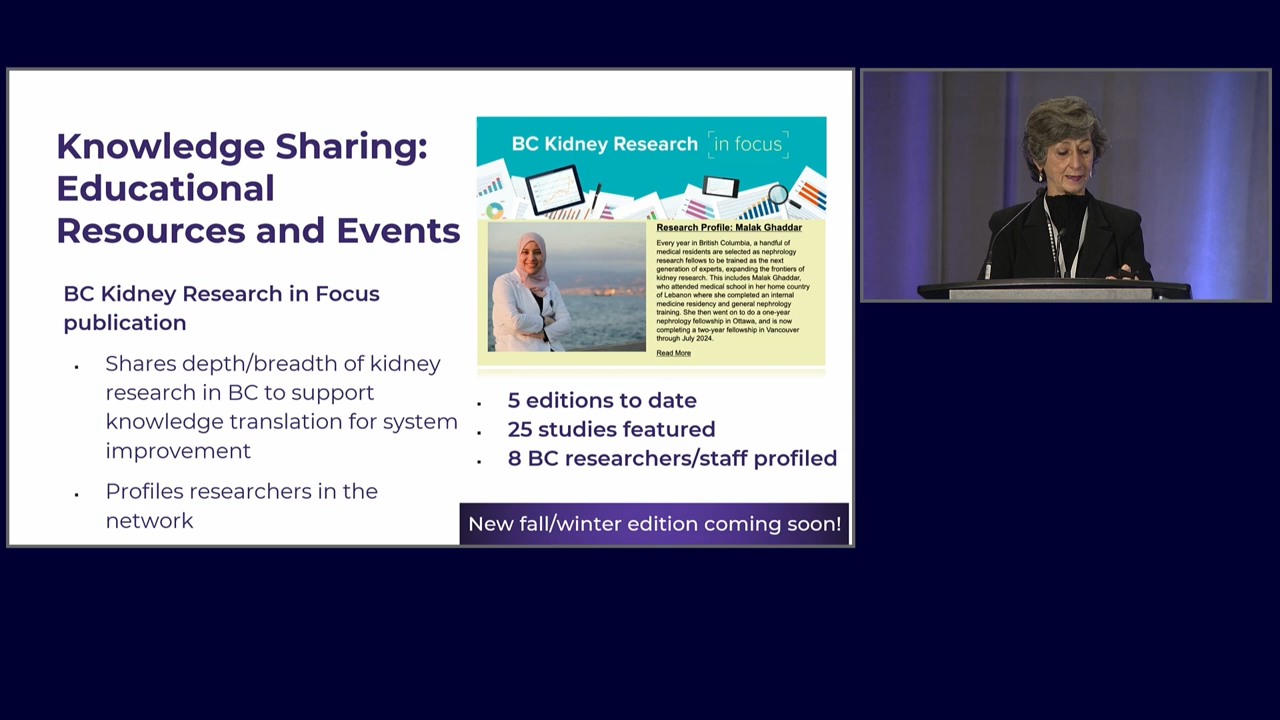 Knowledge Sharing:
Educational
Resources and Events
BC Kidney Research in Focus
publication
Shares depth/breadth of kidney
research in BC to support
knowledge translation for system
improvement
Profiles researchers in the
network
BC Kidney Research [in focus]
Research Profile: Malak Ghaddar
Every year in British Columbia, a handful of
medical residents are selected as nephrology
research fellows to be trained as the next
generation of experts, expanding the frontiers of
kidney research. This includes Malak Ghaddar,
who attended medical school in her home country
of Lebanon where she completed an internal
medicine residency and general nephrology
training. She then went on to do a one-year
nephrology fellowship in Ottawa, and is now
completing a two-year fellowship in Vancouver
through July 2024.
Read More
5 editions to date
25 studies featured
8 BC researchers/staff profiled
New fall/winter edition coming soon!